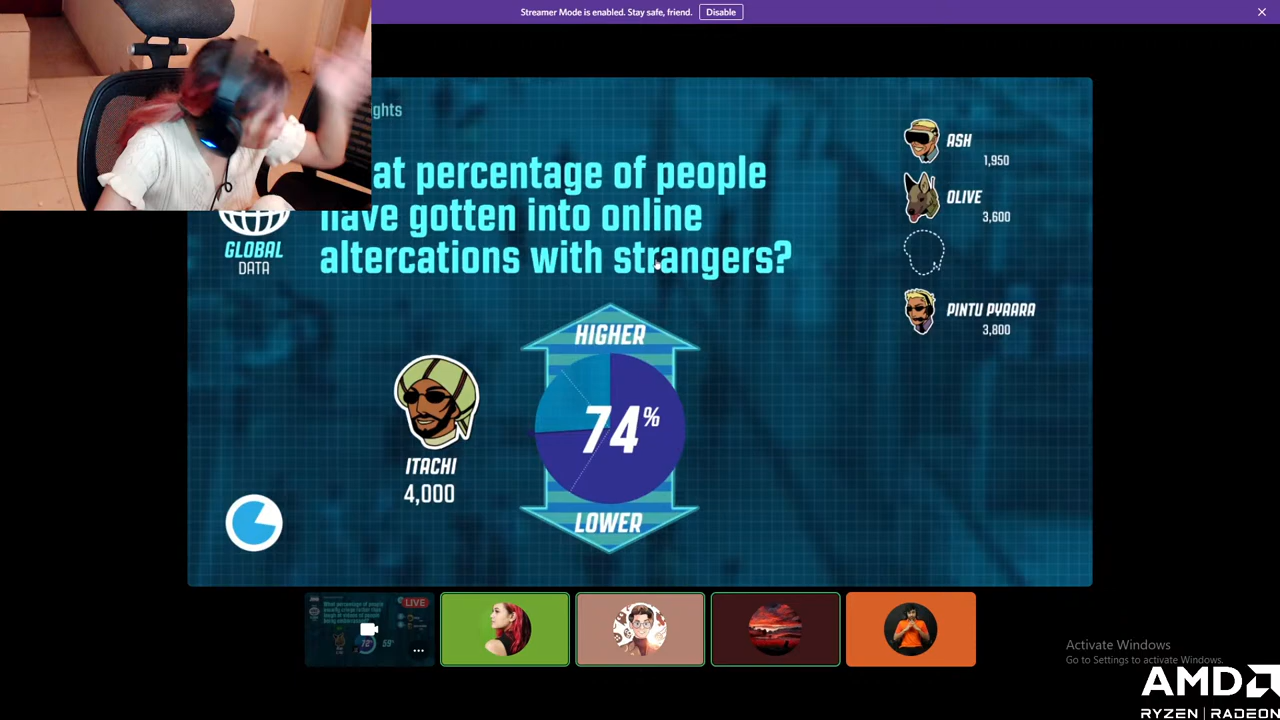 Streamer Mode is enabled. Stay safe, friend.
Disable
ghts
at percentage of people
have gotten into online
altercations with strangers?
GLOBAL
DATA
ASH
1,950
OLIVE
3,600
PINTU PYAARA
3,800
HIGHER
74%
LOWER
ITACHI
4,000
LIVE
Activate Windows
Go to Settings to activate Windows.
AMD
RYZEN | RADEON